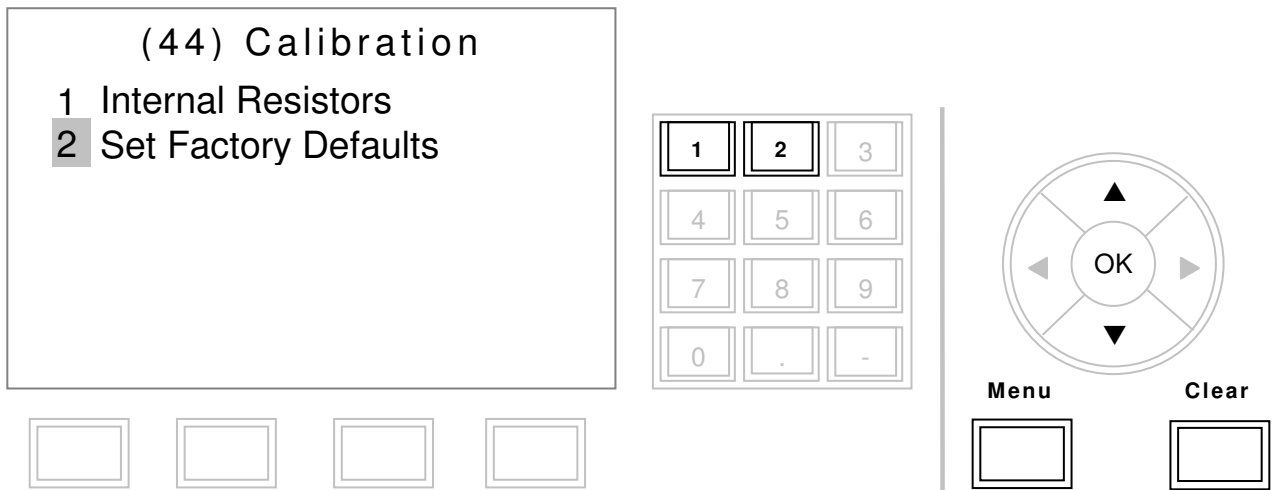 (44) Calibration
1 Internal Resistors
2 Set Factory Defaults
1 2 3
4 5 6
7 8 9
0 . -
OK
Menu Clear